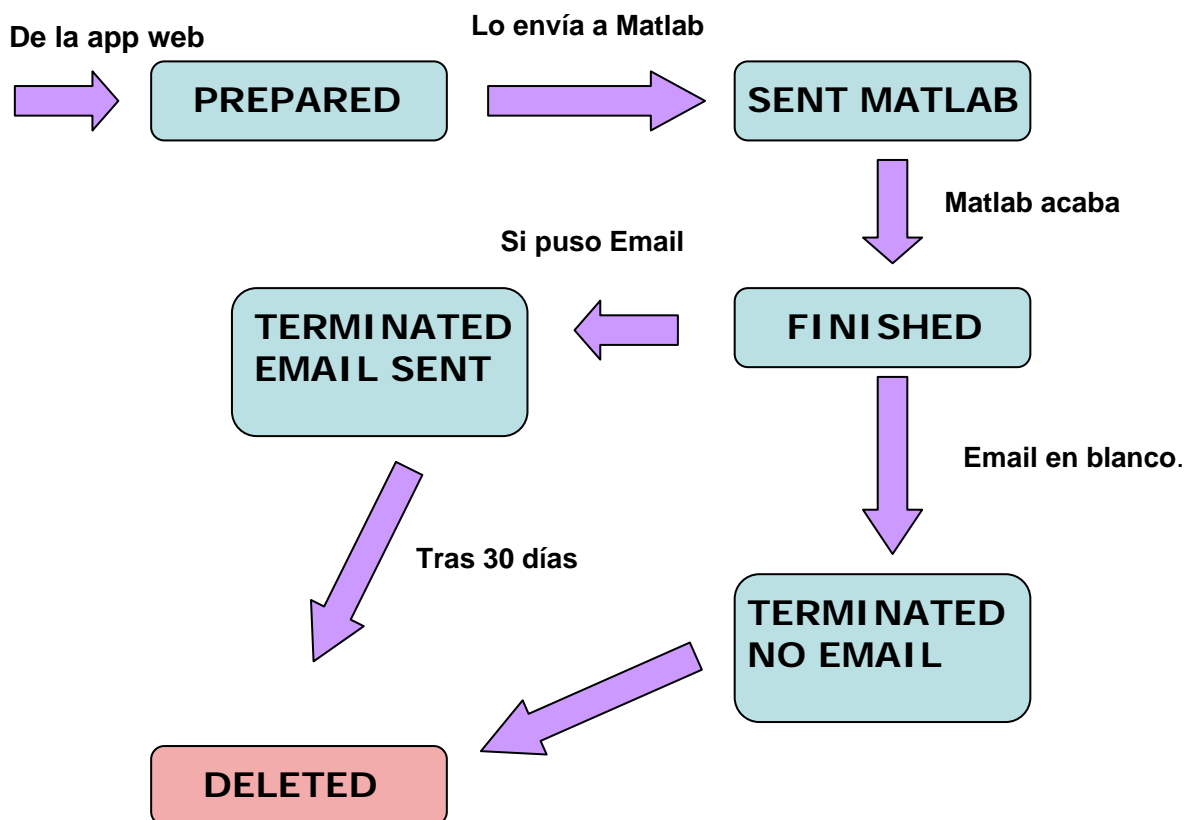 De la app web
Lo envía a Matlab
PREPARED
SENT MATLAB
Matlab acaba
Si puso Email
TERMINATED
EMAIL SENT
FINISHED
Email en blanco.
Tras 30 días
TERMINATED
NO EMAIL
DELETED